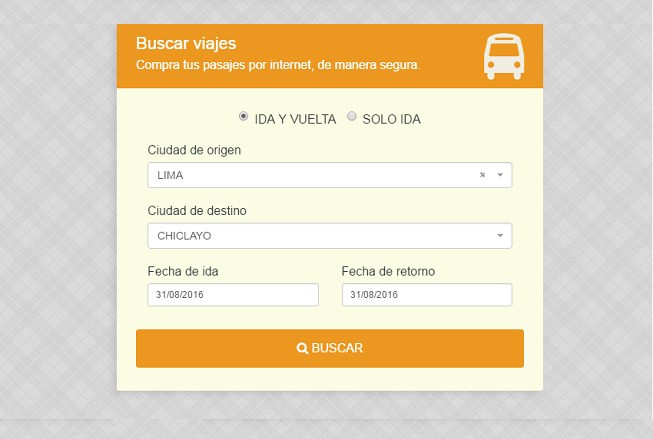 Buscar viajes
Compra tus pasajes por internet, de manera segura.
IDA Y VUELTA SOLO IDA
Ciudad de origen
LIMA ×
Ciudad de destino
CHICLAYO
Fecha de ida Fecha de retorno
31/08/2016 31/08/2016
BUSCAR